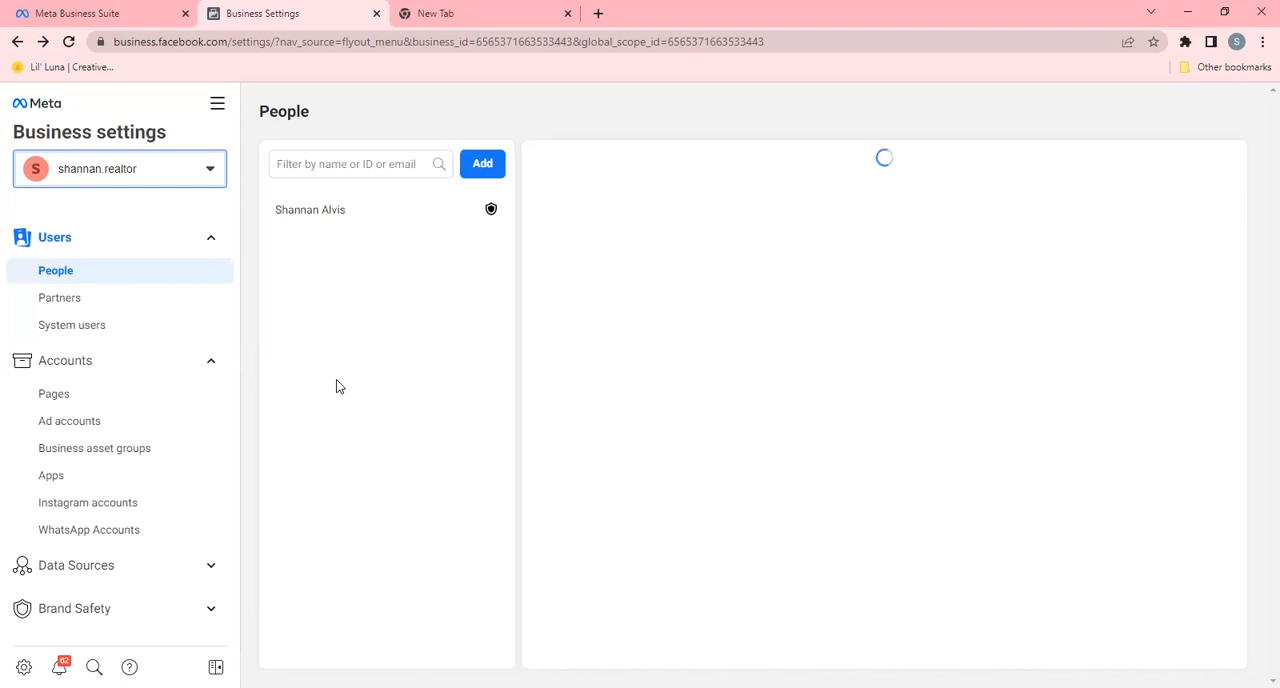 Meta Business Suite
Business Settings
New Tab
business.facebook.com/settings/?nav_source=flyout_menu&business_id=6565371663533443&global_scope_id=6565371663533443
S
Lil' Luna | Creative...
Other bookmarks
Meta
Business settings
S shannan.realtor
Users
People
Partners
System users
Accounts
Pages
Ad accounts
Business asset groups
Apps
Instagram accounts
WhatsApp Accounts
Data Sources
Brand Safety
62
People
Filter by name or ID or email
Add
Shannan Alvis